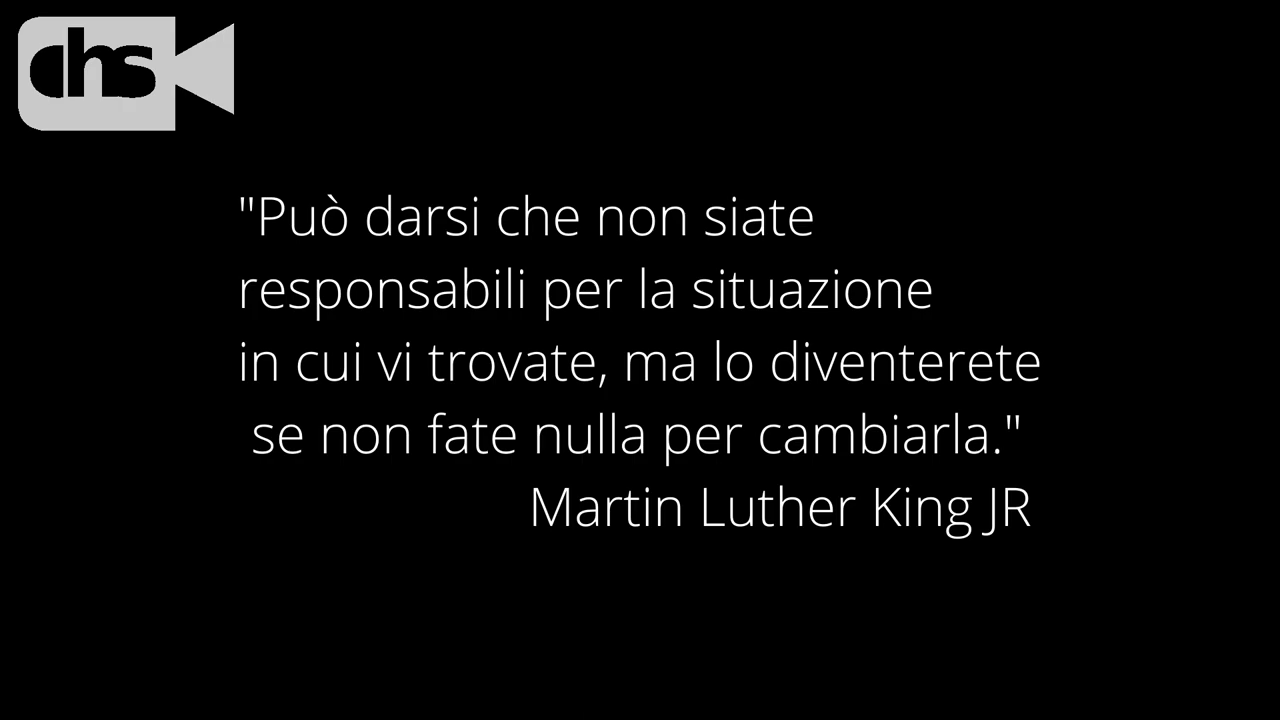 chs
"Può darsi che non siate
responsabili per la situazione
in cui vi trovate, ma lo diventerete
se non fate nulla per cambiarla."
Martin Luther King JR